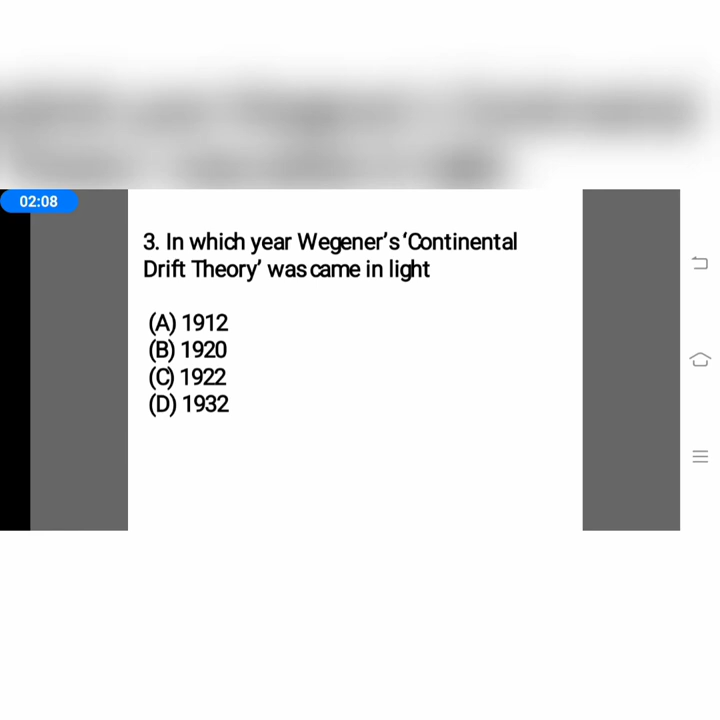 02:08
3. In which year Wegener's 'Continental
Drift Theory' was came in light
(A) 1912
(B) 1920
(C) 1922
(D) 1932